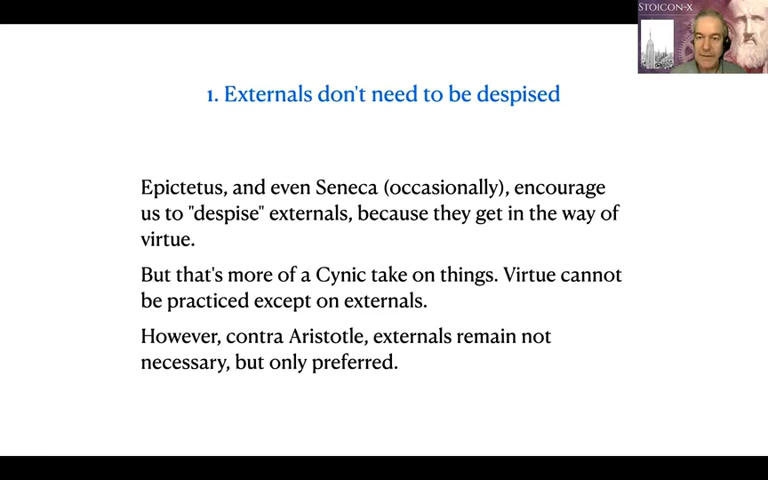 STOICON-X
1. Externals don't need to be despised
Epictetus, and even Seneca (occasionally), encourage
us to "despise" externals, because they get in the way of
virtue.
But that's more of a Cynic take on things. Virtue cannot
be practiced except on externals.
However, contra Aristotle, externals remain not
necessary, but only preferred.